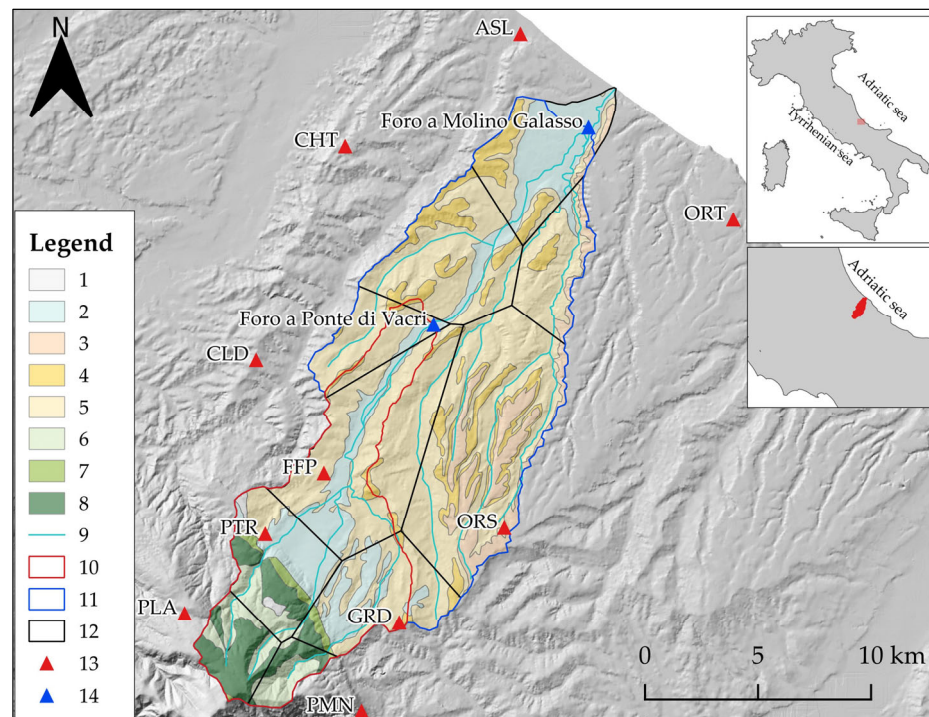 N
ASL
Foro a Molino Galasso
CHT
ORT
Foro a Ponte di Vacri
CLD
FFP
PTR
ORS
PLA
GRD
PMN
Legend
1
2
3
4
5
6
7
8
9
10
11
12
13
14
Adriatic sea
Tyrrhenian sea
Adriatic sea
0 5 10 km